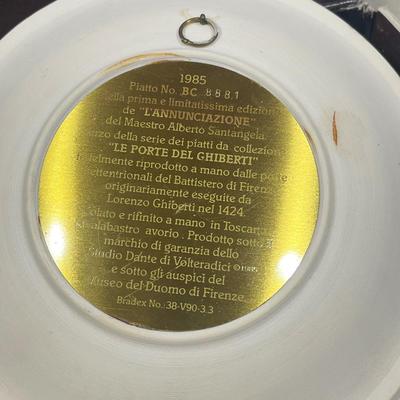 1985
Piatto No. BC 8881
della prima e limitatissima edizione
de "L'ANNUNCIAZIONE"
del Maestro Alberto Santangela,
terzo della serie dei piatti da collezione
"LE PORTE DEL GHIBERTI"
fedelmente riprodotto a mano dalle porte
settentrionali del Battistero di Firenze
originariamente eseguite da
Lorenzo Ghiberti nel 1424.
e rifinito a mano in Toscana
alabastro avorio. Prodotto sotto il
marchio di garanzia dello
Studio Dante di Volteradici © 1985
e sotto gli auspici del
Museo del Duomo di Firenze
Bradex No.:38-V90-3.3